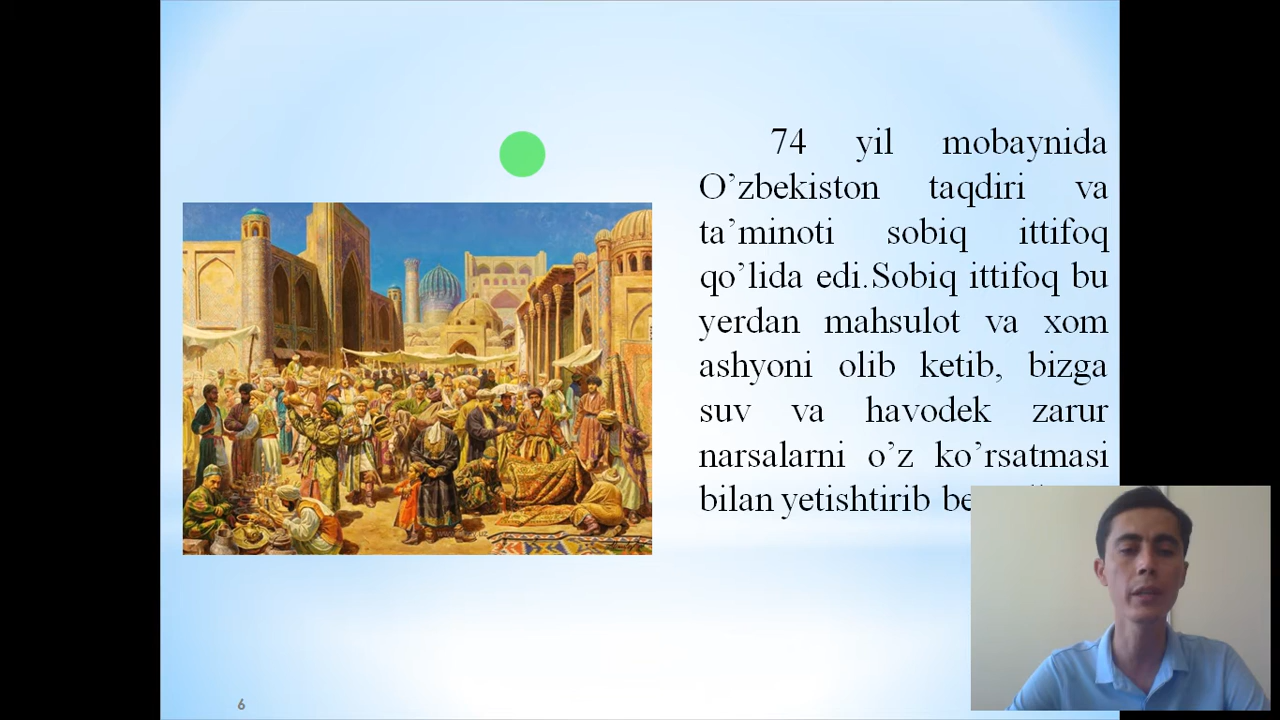 74 yil mobaynida
O’zbekiston taqdiri va
ta’minoti sobiq ittifoq
qo’lida edi.Sobiq ittifoq bu
yerdan mahsulot va xom
ashyoni olib ketib, bizga
suv va havodek zarur
narsalarni o’z ko’rsatmasi
bilan yetishtirib
6